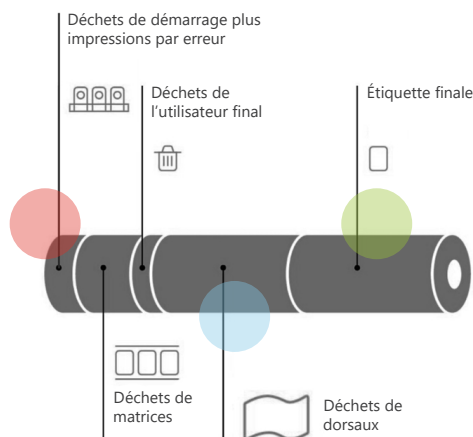 Déchets de démarrage plus
impressions par erreur
Déchets de
l'utilisateur final
Étiquette finale
Déchets de
matrices
Déchets de
dorsaux